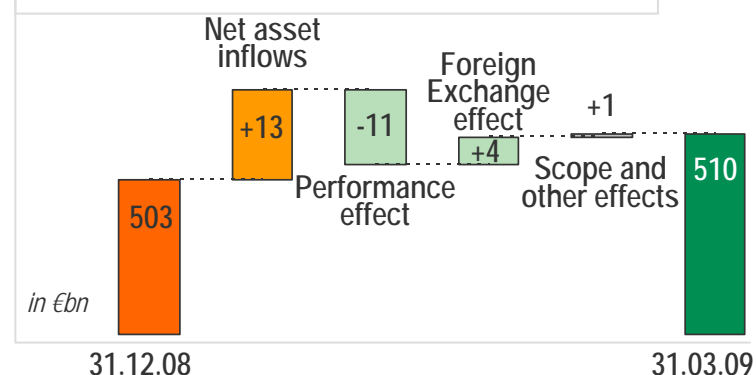 Net asset
inflows
+13
-11
Performance
effect
Foreign
Exchange
effect
+4
+1
Scope and
other effects
503
510
in €bn
31.12.08
31.03.09